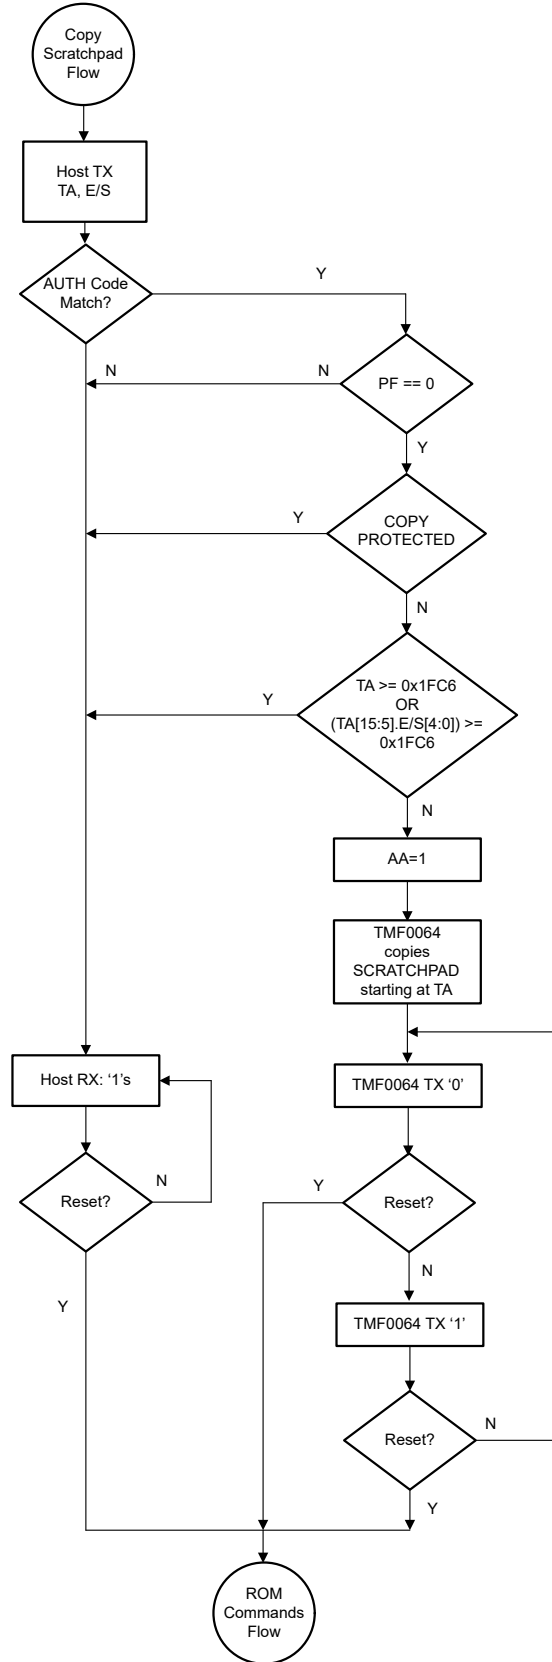 Copy
Scratchpad
Flow
Host TX
TA, E/S
AUTH Code
Match?
Y
N
N
PF == 0
Y
Y
COPY
PROTECTED
N
Y
TA >= 0x1FC6
OR
(TA[15:5].E/S[4:0]) >=
0x1FC6
N
AA=1
TMF0064
copies
SCRATCHPAD
starting at TA
Host RX: ‘1’s
TMF0064 TX ‘0’
N
Reset?
Y
Reset?
N
Y
TMF0064 TX ‘1’
Reset?
N
Y
ROM
Commands
Flow